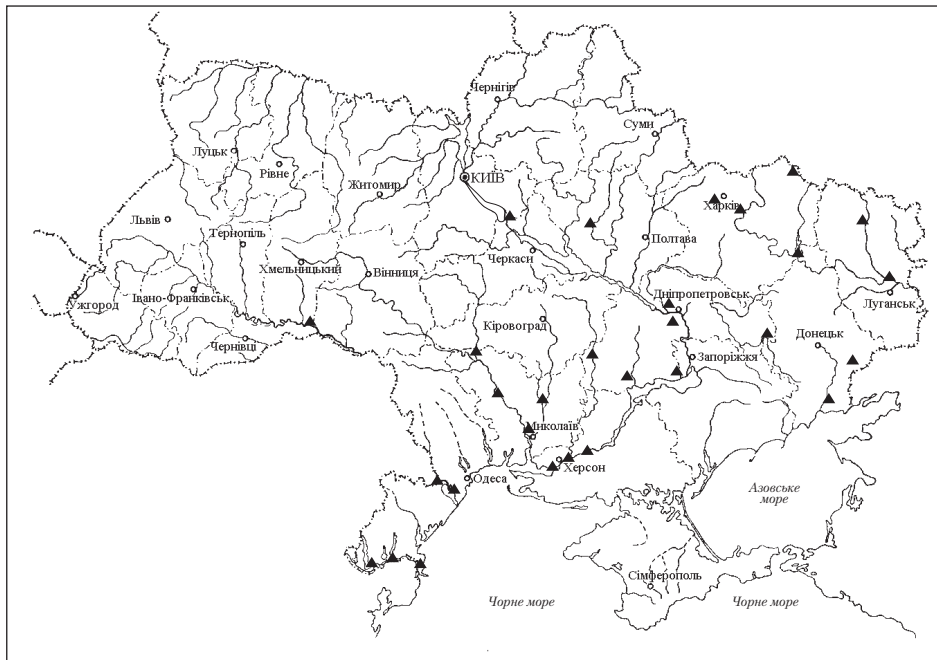 Чернігів
Суми
Луцьк
Рівне
КИЇВ
Житомир
Харків
Львів
Тернопіль
Полтава
Черкаси
Хмельницький
Вінниця
Ужгород
Івано-Франківськ
Дніпропетровськ
Луганськ
Кіровоград
Донецьк
Чернівці
Запоріжжя
Миколаїв
Херсон
Одеса
Азовське
море
Сімферополь
Чорне море
Чорне море